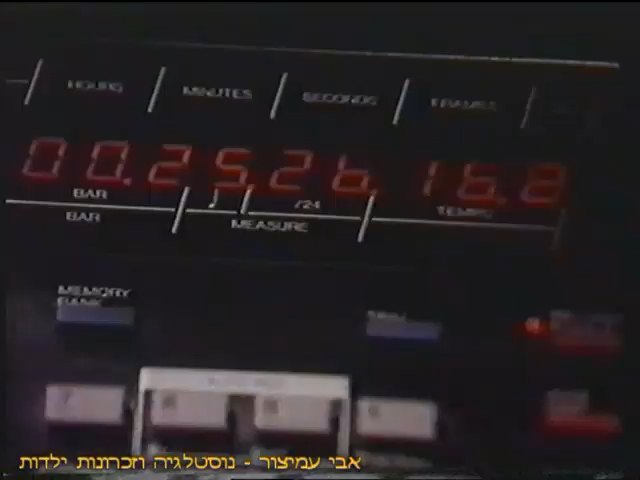 HOURS MINUTES SECONDS FRAMES
00.25.26.16.8
BAR /24 TEMPO
BAR MEASURE
MEMORY
BANK
7
אבי עמיצור - נוסטלגיה וזכרונות ילדות